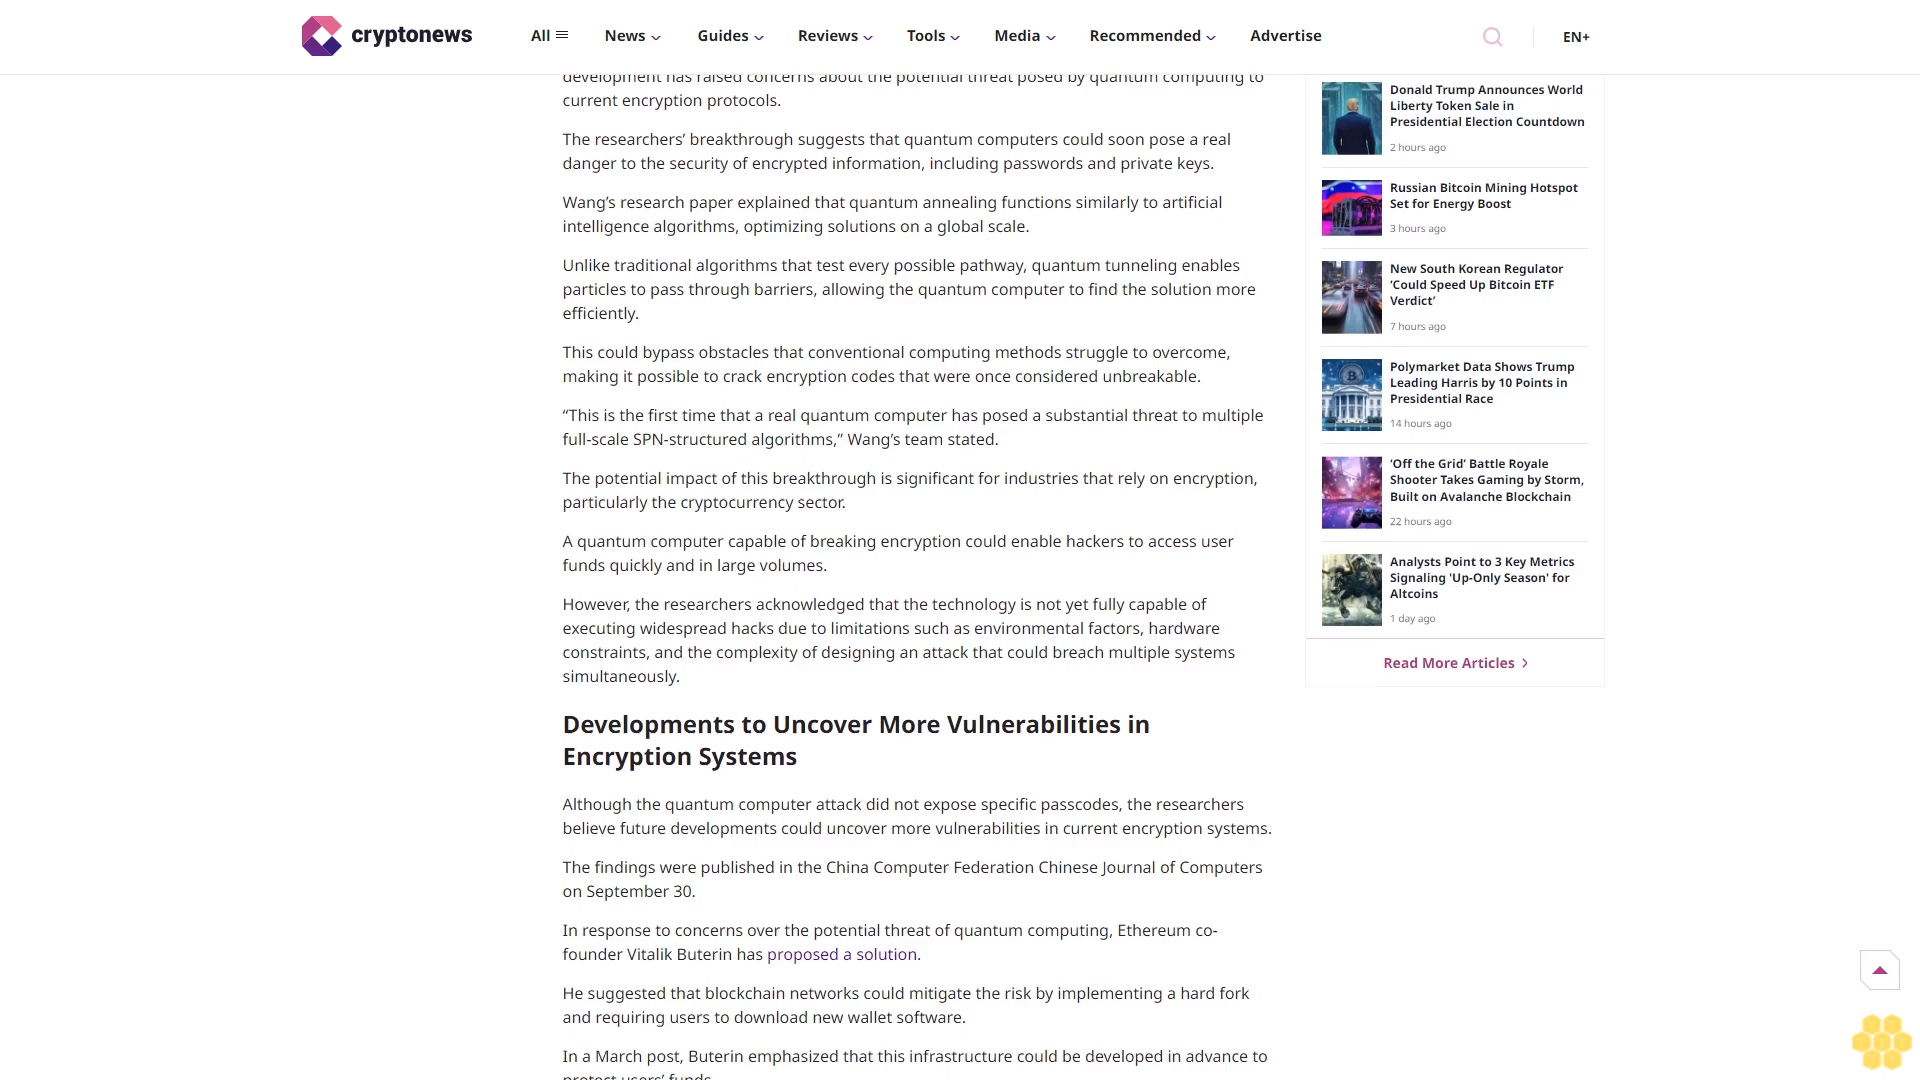 cryptonews
All
News
Guides
Reviews
Tools
Media
Recommended
Advertise
EN+
development has raised concerns about the potential threat posed by quantum computing to
current encryption protocols.
The researchers’ breakthrough suggests that quantum computers could soon pose a real
danger to the security of encrypted information, including passwords and private keys.
Wang’s research paper explained that quantum annealing functions similarly to artificial
intelligence algorithms, optimizing solutions on a global scale.
Unlike traditional algorithms that test every possible pathway, quantum tunneling enables
particles to pass through barriers, allowing the quantum computer to find the solution more
efficiently.
This could bypass obstacles that conventional computing methods struggle to overcome,
making it possible to crack encryption codes that were once considered unbreakable.
“This is the first time that a real quantum computer has posed a substantial threat to multiple
full-scale SPN-structured algorithms,” Wang’s team stated.
The potential impact of this breakthrough is significant for industries that rely on encryption,
particularly the cryptocurrency sector.
A quantum computer capable of breaking encryption could enable hackers to access user
funds quickly and in large volumes.
However, the researchers acknowledged that the technology is not yet fully capable of
executing widespread hacks due to limitations such as environmental factors, hardware
constraints, and the complexity of designing an attack that could breach multiple systems
simultaneously.
Developments to Uncover More Vulnerabilities in
Encryption Systems
Although the quantum computer attack did not expose specific passcodes, the researchers
believe future developments could uncover more vulnerabilities in current encryption systems.
The findings were published in the China Computer Federation Chinese Journal of Computers
on September 30.
In response to concerns over the potential threat of quantum computing, Ethereum co-
founder Vitalik Buterin has proposed a solution.
He suggested that blockchain networks could mitigate the risk by implementing a hard fork
and requiring users to download new wallet software.
In a March post, Buterin emphasized that this infrastructure could be developed in advance to
protect users’ funds.
Donald Trump Announces World
Liberty Token Sale in
Presidential Election Countdown
2 hours ago
Russian Bitcoin Mining Hotspot
Set for Energy Boost
3 hours ago
New South Korean Regulator
‘Could Speed Up Bitcoin ETF
Verdict’
7 hours ago
Polymarket Data Shows Trump
Leading Harris by 10 Points in
Presidential Race
14 hours ago
‘Off the Grid’ Battle Royale
Shooter Takes Gaming by Storm,
Built on Avalanche Blockchain
22 hours ago
Analysts Point to 3 Key Metrics
Signaling 'Up-Only Season' for
Altcoins
1 day ago
Read More Articles